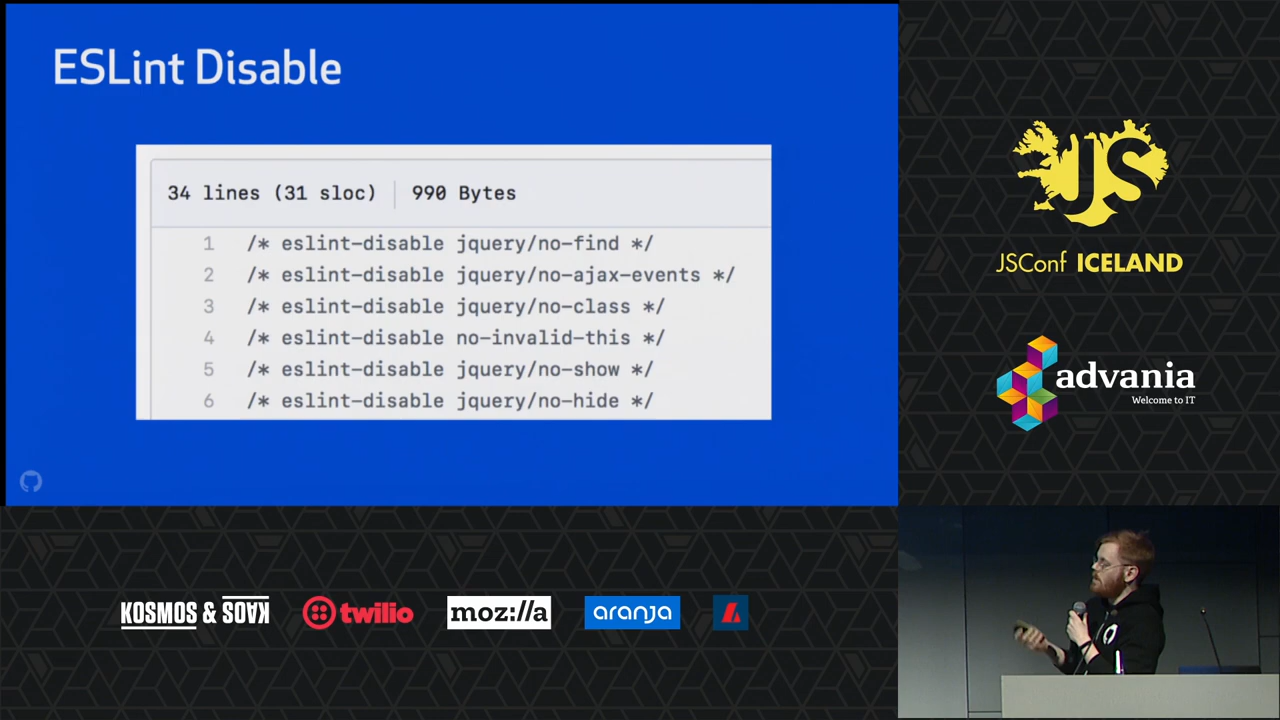 ESLint Disable
34 lines (31 sloc) 990 Bytes
1 /* eslint-disable jquery/no-find */
2 /* eslint-disable jquery/no-ajax-events */
3 /* eslint-disable jquery/no-class */
4 /* eslint-disable no-invalid-this */
5 /* eslint-disable jquery/no-show */
6 /* eslint-disable jquery/no-hide */
JS
JSConf ICELAND
advania
Welcome to IT
KOSMOS & KAOS
twilio
moz://a
aranja